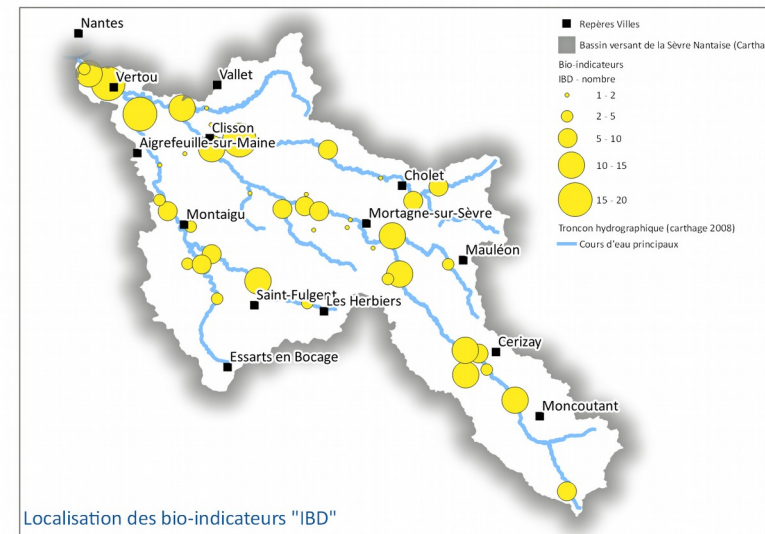 Nantes
Vertou
Vallet
Clisson
Aigrefeuille-sur-Maine
Cholet
Montaigu
Mortagne-sur-Sèvre
Mauléon
Saint-Fulgent
Les Herbiers
Cerizay
Essarts en Bocage
Moncoutant
Repères Villes
Bassin versant de la Sèvre Nantaise (Cartha
Bio-indicateurs
IBD - nombre
1 - 2
2 - 5
5 - 10
10 - 15
15 - 20
Troncon hydrographique (carthage 2008)
Cours d'eau principaux
Localisation des bio-indicateurs "IBD"